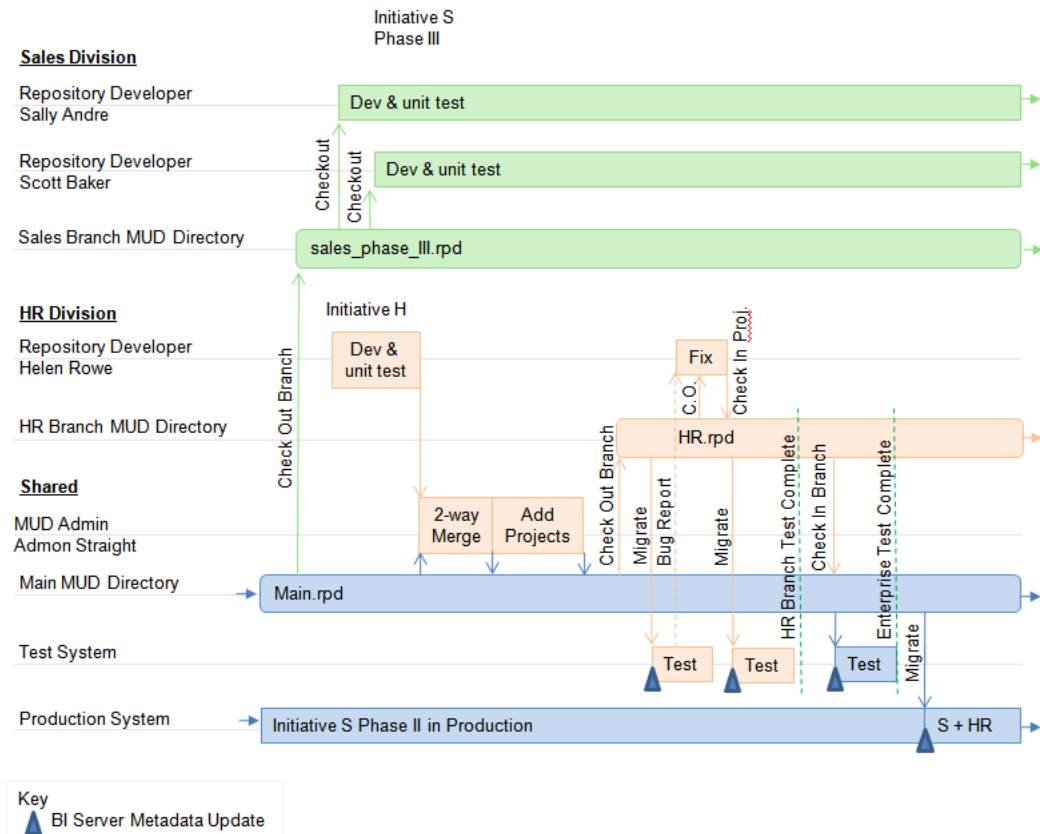 Initiative S
Phase III
Sales Division
Repository Developer
Sally Andre
Dev & unit test
Repository Developer
Scott Baker
Dev & unit test
Checkout
Checkout
Sales Branch MUD Directory
sales_phase_III.rpd
HR Division
Initiative H
Repository Developer
Helen Rowe
Dev &
unit test
Fix
Check In Proj.
C.O.
Check Out Branch
HR Branch MUD Directory
HR.rpd
Shared
MUD Admin
Admon Straight
2-way
Merge
Add
Projects
Check Out Branch
Migrate
Bug Report
Migrate
HR Branch Test Complete
Check In Branch
Enterprise Test Complete
Main MUD Directory
Main.rpd
Test System
Test
Test
Test
Migrate
Production System
Initiative S Phase II in Production
S + HR
Key
BI Server Metadata Update